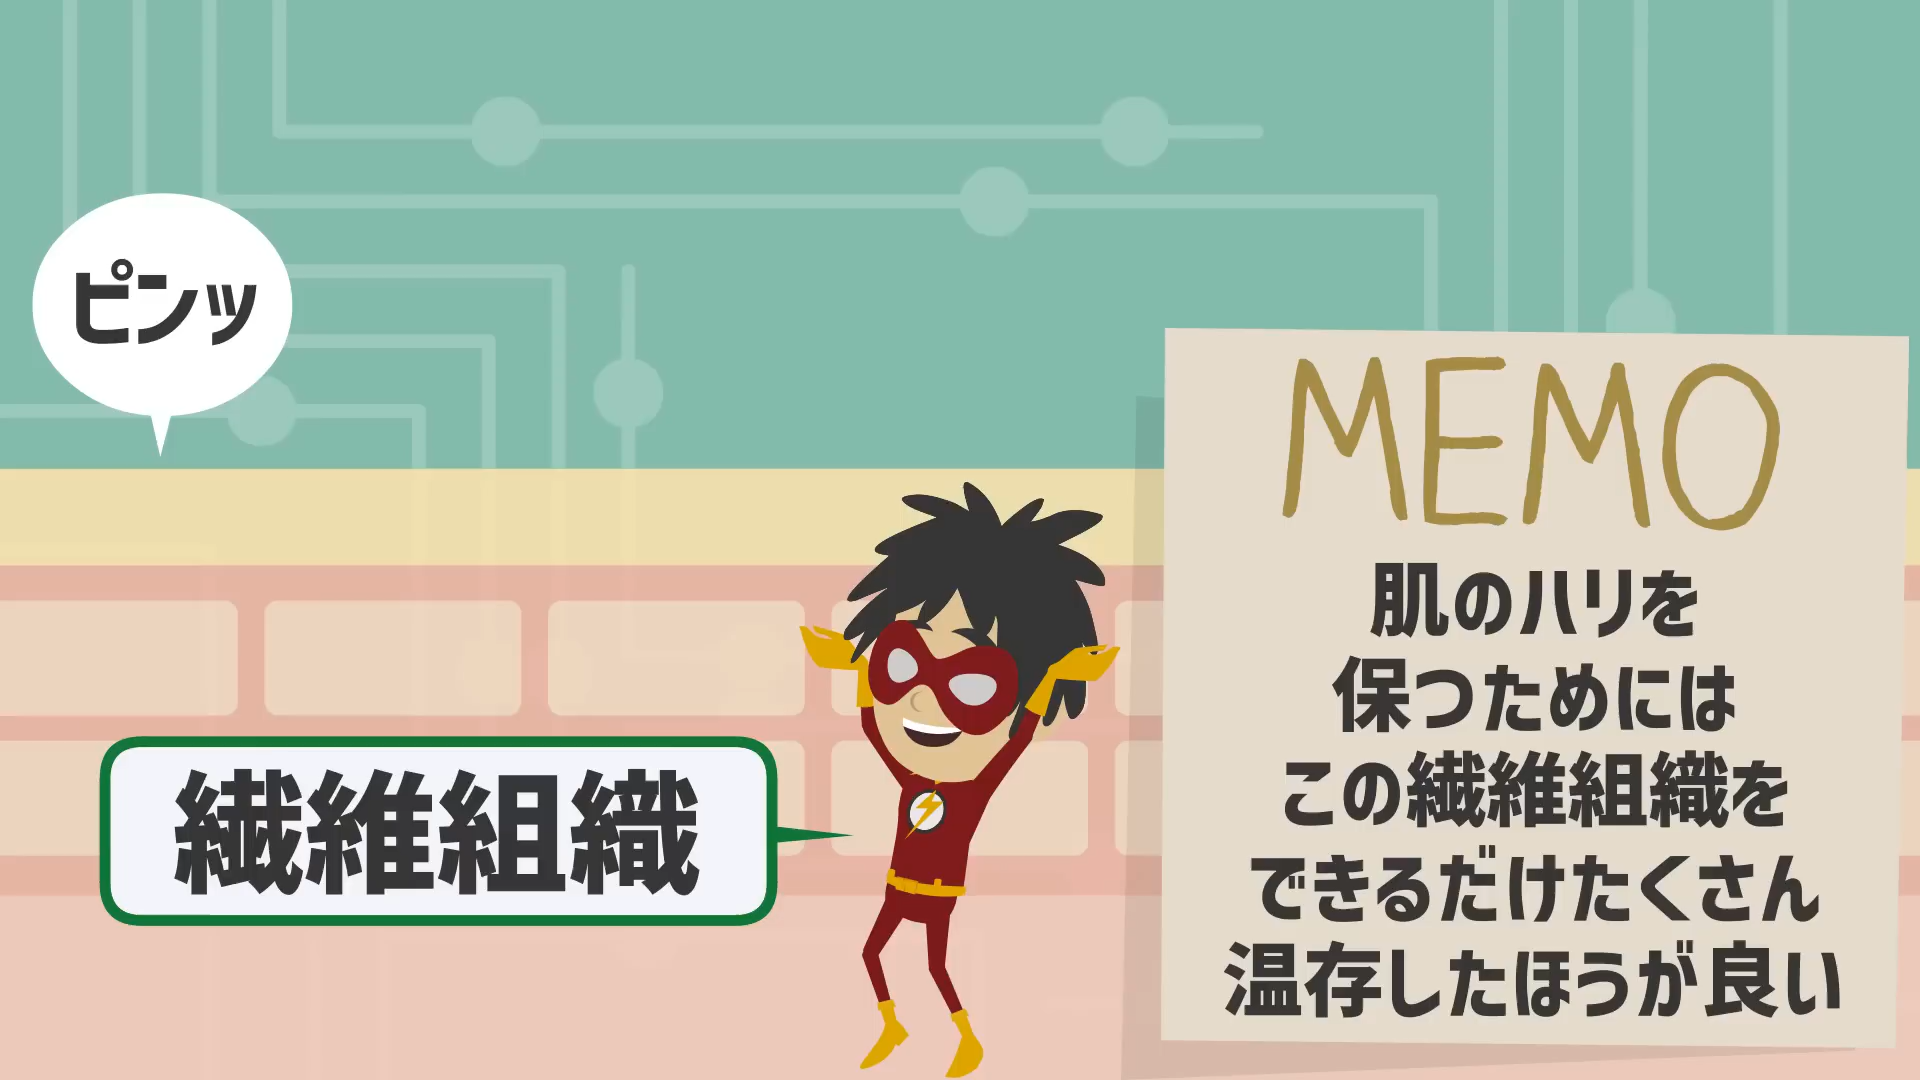 ピンッ
繊維組織
MEMO
肌のハリを
保つためには
この繊維組織を
できるだけたくさん
温存したほうが良い